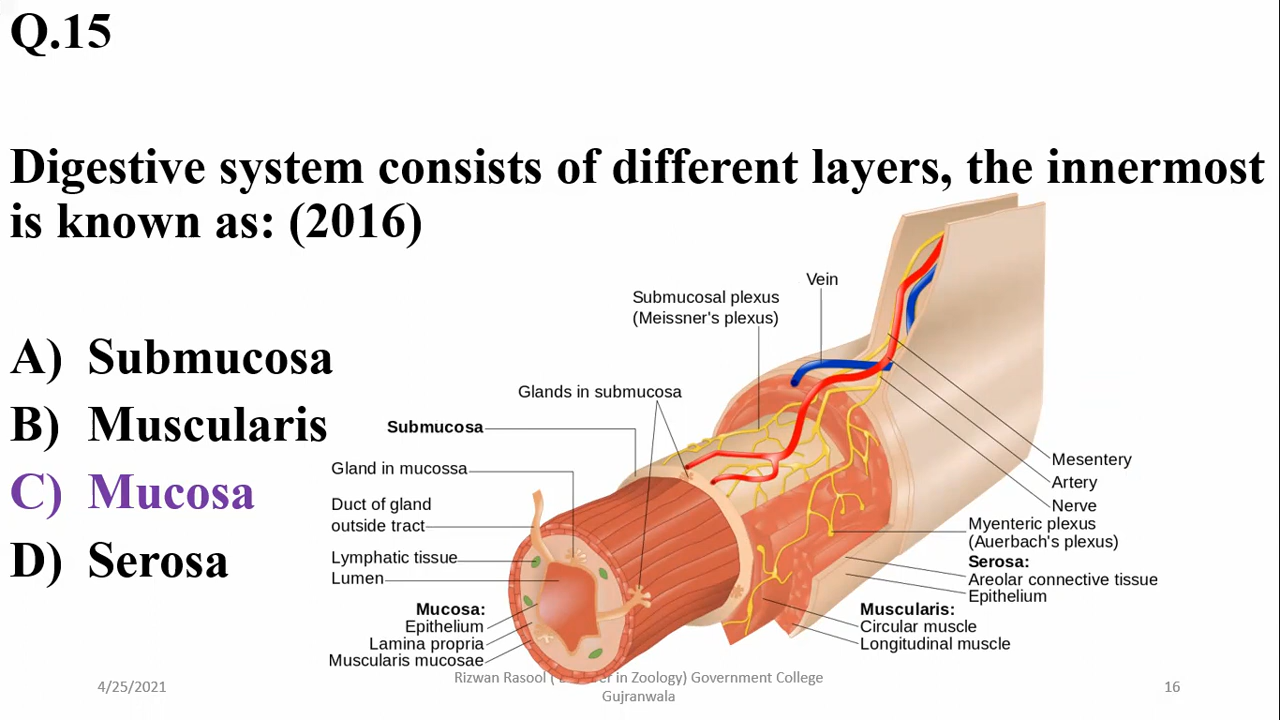 Q.15
Digestive system consists of different layers, the innermost
is known as: (2016)
A) Submucosa
B) Muscularis
C) Mucosa
D) Serosa
Vein
Submucosal plexus
(Meissner's plexus)
Glands in submucosa
Submucosa
Gland in mucossa
Duct of gland
outside tract
Lymphatic tissue
Lumen
Mucosa:
Epithelium
Lamina propria
Muscularis mucosae
Mesentery
Artery
Nerve
Myenteric plexus
(Auerbach's plexus)
Serosa:
Areolar connective tissue
Epithelium
Muscularis:
Circular muscle
Longitudinal muscle
4/25/2021
Rizwan Rasool ( in Zoology) Government College
Gujranwala
16